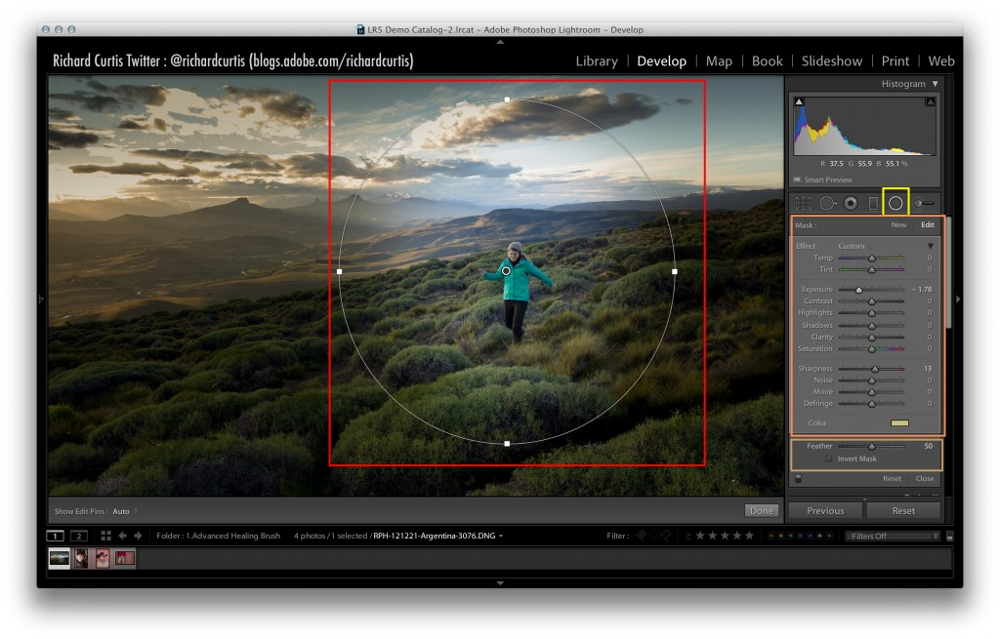 LR5 Demo Catalog-2.lrcat - Adobe Photoshop Lightroom - Develop
Richard Curtis Twitter : @richardcurtis (blogs.adobe.com/richardcurtis)
Library | Develop | Map | Book | Slideshow | Print | Web
Histogram
R 37.5 G 55.9 B 55.1 %
Smart Preview
Mask : New Edit
Effect : Custom
Temp 0
Tint 0
Exposure - 1.78
Contrast 0
Highlights 0
Shadows 0
Clarity 0
Saturation 0
Sharpness 13
Noise 0
Moiré 0
Defringe 0
Color
Feather 50
Invert Mask
Reset Close
Show Edit Pins : Auto
Done
Previous
Reset
1 2
Folder : 1.Advanced Healing Brush
4 photos / 1 selected / RPH-121221-Argentina-3076.DNG
Filter :
Filters Off